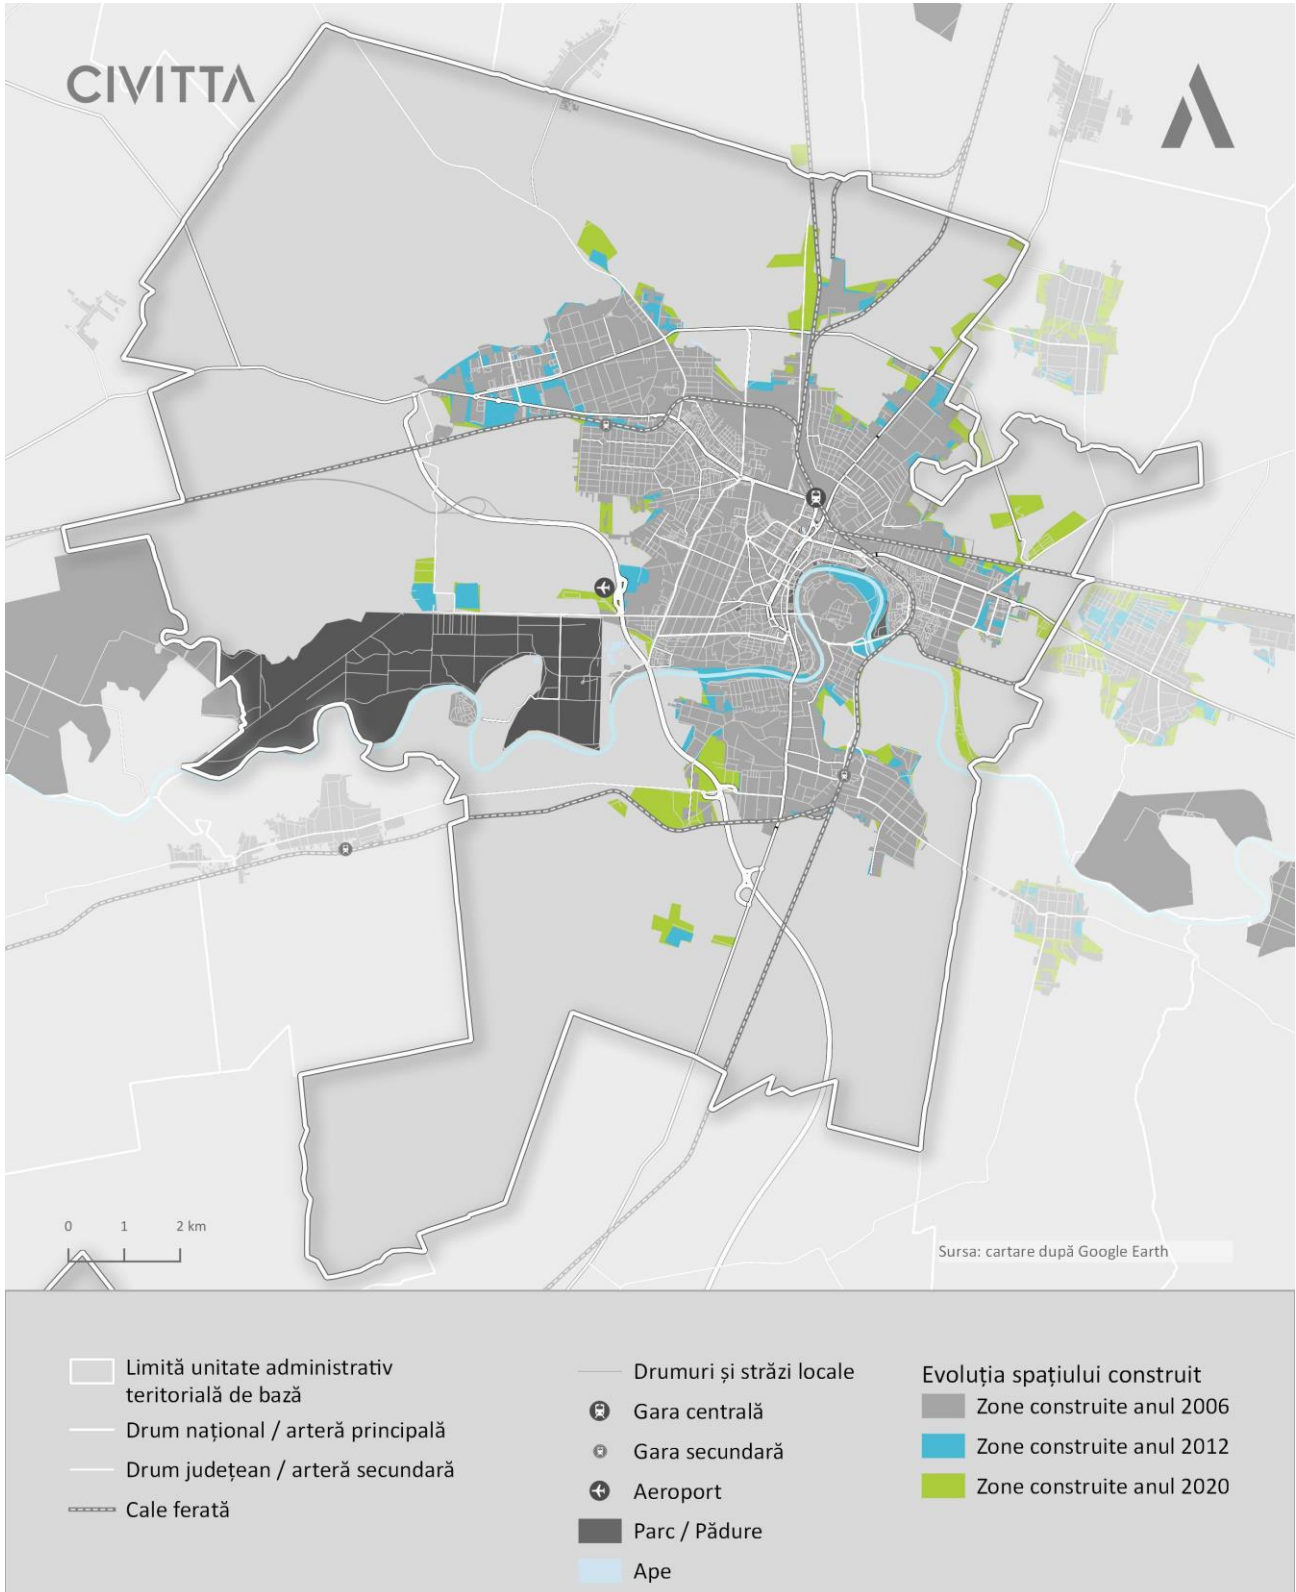 CIVITTA
0 1 2 km
Sursa: cartare după Google Earth
Limită unitate administrativ
teritorială de bază
Drum național / arteră principală
Drum județean / arteră secundară
Cale ferată
Drumuri și străzi locale
Gara centrală
Gara secundară
Aeroport
Parc / Pădure
Ape
Evoluția spațiului construit
Zone construite anul 2006
Zone construite anul 2012
Zone construite anul 2020